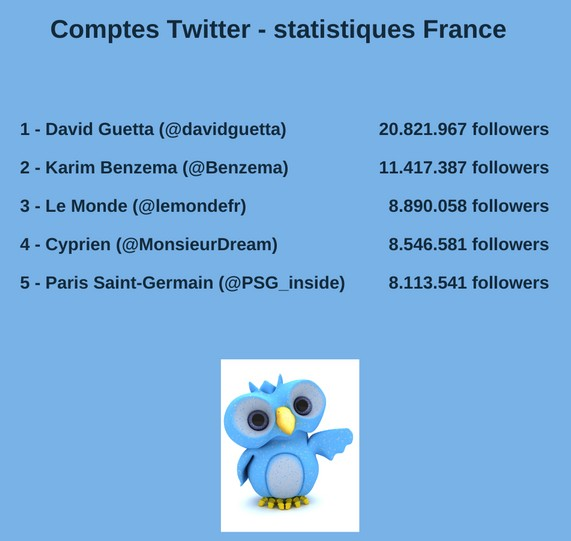 Comptes Twitter - statistiques France
1 - David Guetta (@davidguetta) 20.821.967 followers
2 - Karim Benzema (@Benzema) 11.417.387 followers
3 - Le Monde (@lemondefr) 8.890.058 followers
4 - Cyprien (@MonsieurDream) 8.546.581 followers
5 - Paris Saint-Germain (@PSG_inside) 8.113.541 followers